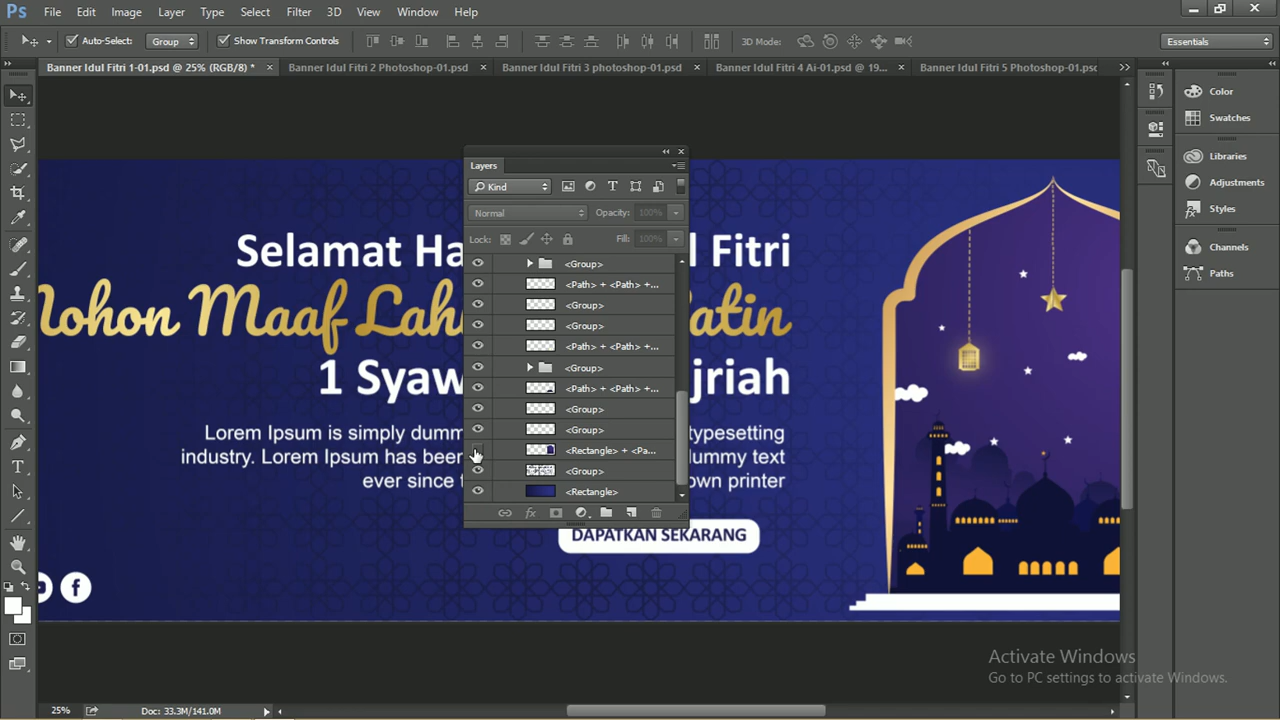 Ps File Edit Image Layer Type Select Filter 3D View Window Help
Auto-Select: Group Show Transform Controls 3D Mode: Essentials
Banner Idul Fitri 1-01.psd @ 25% (RGB/8) * × Banner Idul Fitri 2 Photoshop-01.psd × Banner Idul Fitri 3 photoshop-01.psd × Banner Idul Fitri 4 Ai-01.psd @ 19... × Banner Idul Fitri 5 Photoshop-01.psd
Color
Swatches
Libraries
Adjustments
Styles
Channels
Paths
Layers
Kind
Normal Opacity: 100%
Lock: Fill: 100%
<Group>
<Path> + <Path> +...
<Group>
<Group>
<Path> + <Path> +...
<Group>
<Path> + <Path> +...
<Group>
<Group>
<Rectangle> + <Pa...
<Group>
<Rectangle>
fx
Selamat Ha l Fitri
Mohon Maaf Lah atin
1 Syaw jriah
Lorem Ipsum is simply dumm typesetting
industry. Lorem Ipsum has been dummy text
ever since t own printer
DAPATKAN SEKARANG
Activate Windows
Go to PC settings to activate Windows.
25% Doc: 33.3M/141.0M